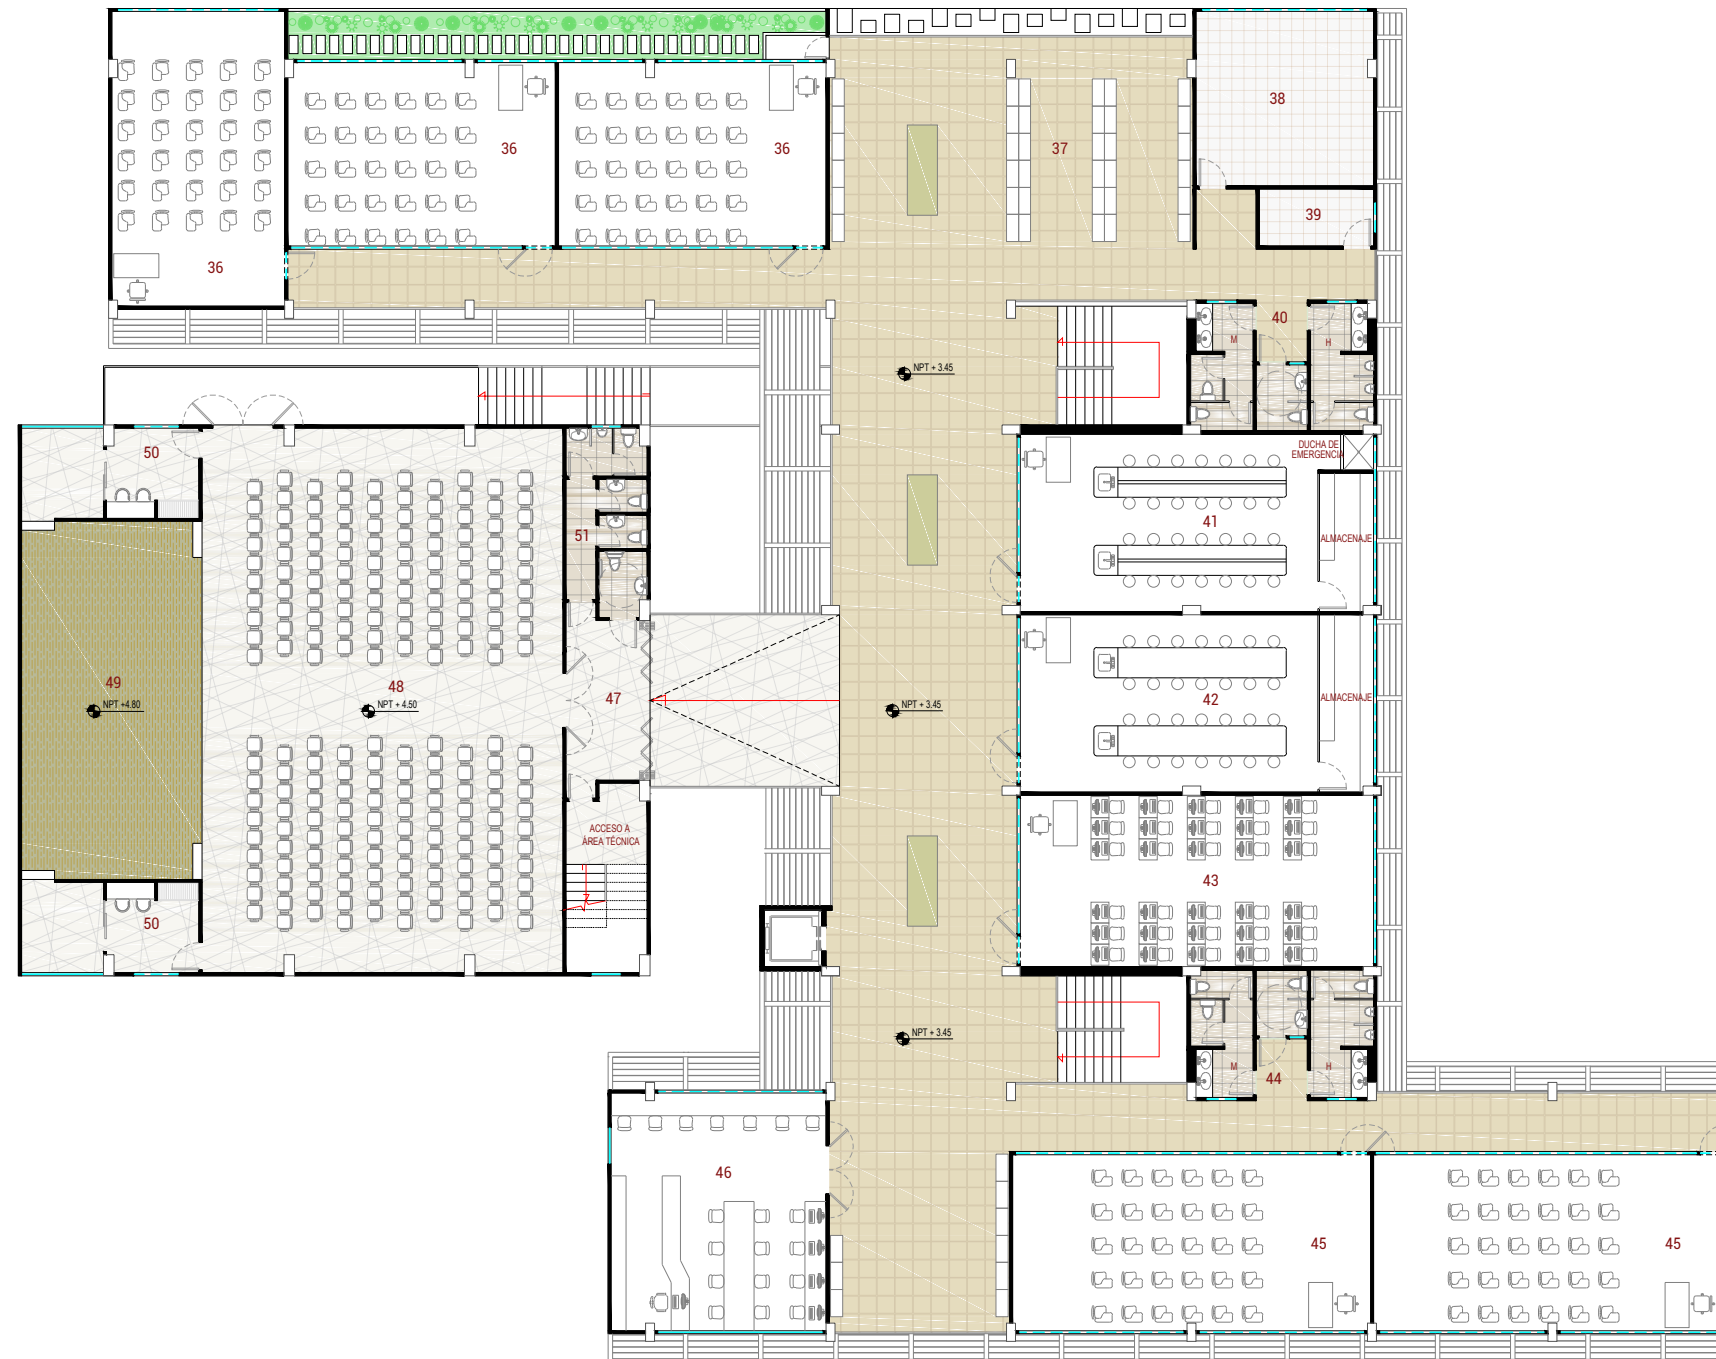 38
37
36
36
39
36
40
M
H
NPT + 3.45
DUCHA DE
EMERGENCIA
50
41
51
ALMACENAJE
49
NPT +4.80
48
NPT + 4.50
47
NPT + 3.45
42
ALMACENAJE
ACCESO A
ÁREA TÉCNICA
43
50
NPT + 3.45
M
44
H
46
45
45